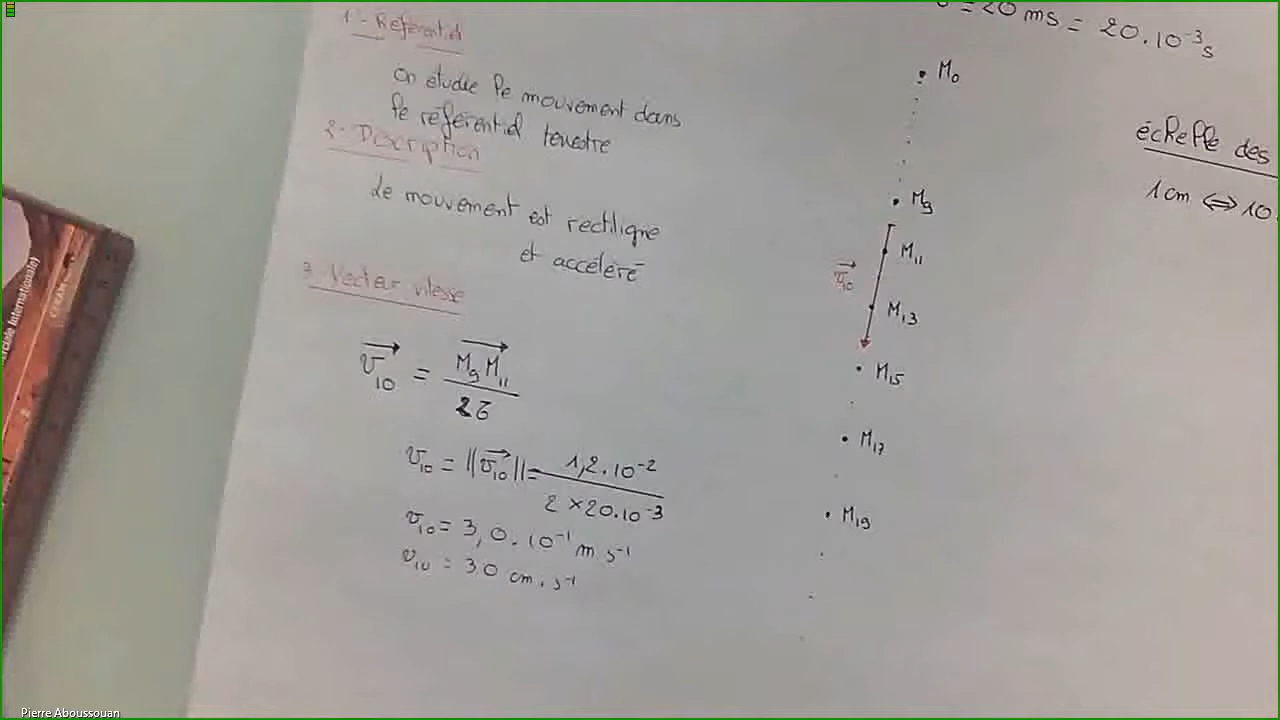 1 - Référentiel
on étudie le mouvement dans
le référentiel terrestre
2 - Description
Le mouvement est rectiligne
et accéléré
3. Vecteur vitesse
v₁₀ = M₉M₁₁
2τ
v₁₀ = ||v₁₀|| = 1,2.10⁻²
2 × 20.10⁻³
v₁₀ = 3,0.10⁻¹ m.s⁻¹
v₁₀ = 30 cm.s⁻¹
= 20 ms = 20.10⁻³ s
M₀
M₉
M₁₁
v₁₀
M₁₃
M₁₅
M₁₇
M₁₉
échelle des
1 cm ⇔ 10
Internationale)
Pierre Aboussouan